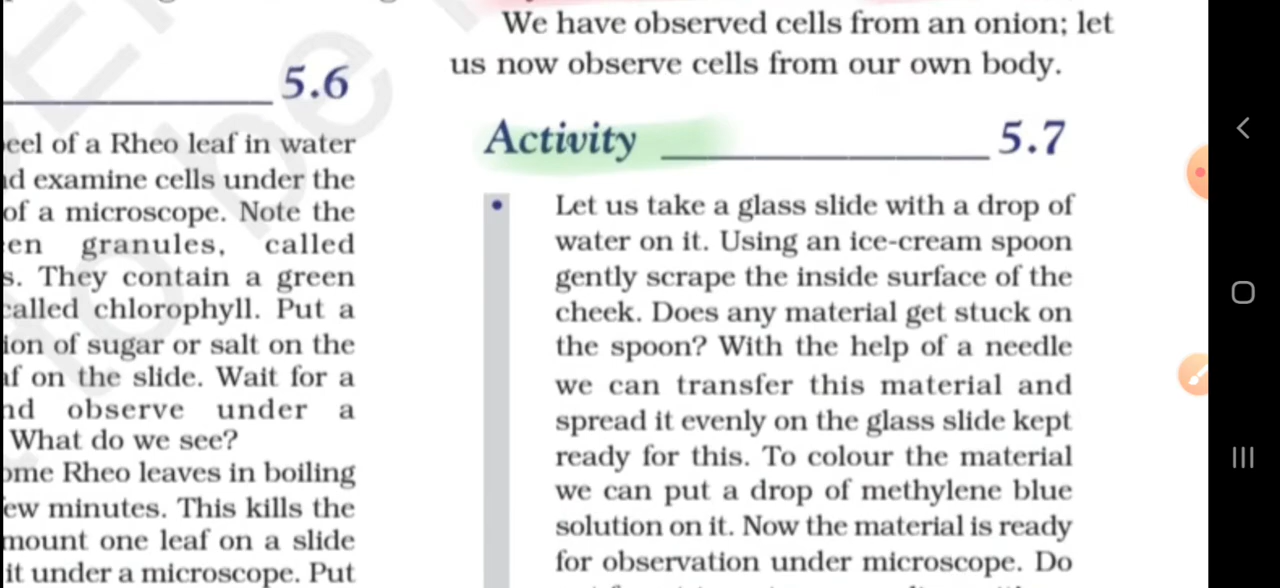 5.6
of a Rheo leaf in water
examine cells under the
of a microscope. Note the
granules, called
They contain a green
called chlorophyll. Put a
of sugar or salt on the
on the slide. Wait for a
observe under a
What do we see?
Rheo leaves in boiling
minutes. This kills the
mount one leaf on a slide
it under a microscope. Put
We have observed cells from an onion; let
us now observe cells from our own body.
Activity 5.7
• Let us take a glass slide with a drop of
water on it. Using an ice-cream spoon
gently scrape the inside surface of the
cheek. Does any material get stuck on
the spoon? With the help of a needle
we can transfer this material and
spread it evenly on the glass slide kept
ready for this. To colour the material
we can put a drop of methylene blue
solution on it. Now the material is ready
for observation under microscope. Do